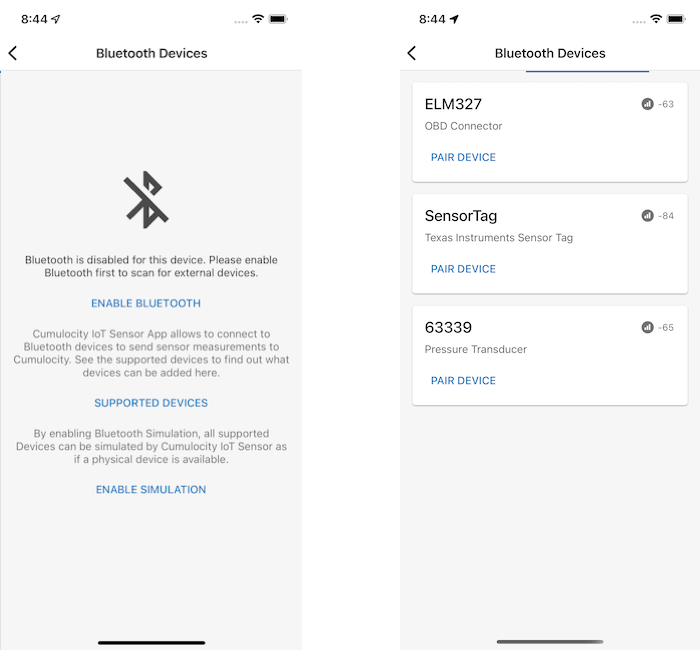 8:44
Bluetooth Devices
Bluetooth is disabled for this device. Please enable
Bluetooth first to scan for external devices.
ENABLE BLUETOOTH
Cumulocity IoT Sensor App allows to connect to
Bluetooth devices to send sensor measurements to
Cumulocity. See the supported devices to find out what
devices can be added here.
SUPPORTED DEVICES
By enabling Bluetooth Simulation, all supported
Devices can be simulated by Cumulocity IoT Sensor as
if a physical device is available.
ENABLE SIMULATION
8:44
Bluetooth Devices
ELM327
-63
OBD Connector
PAIR DEVICE
SensorTag
-84
Texas Instruments Sensor Tag
PAIR DEVICE
63339
-65
Pressure Transducer
PAIR DEVICE